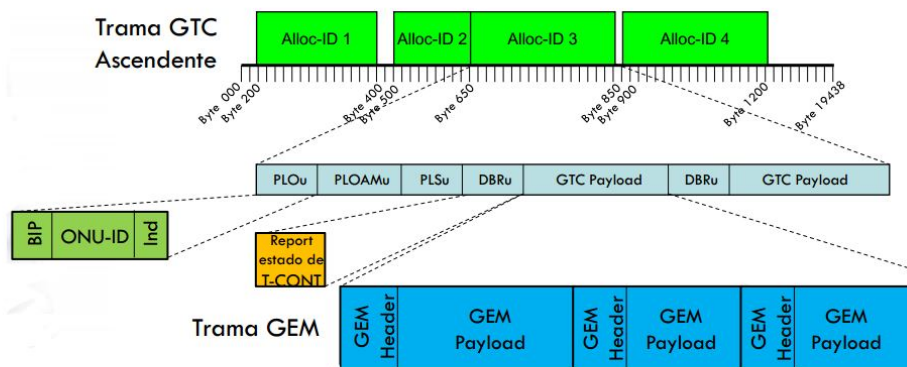 Trama GTC
Ascendente
Alloc-ID 1
Alloc-ID 2
Alloc-ID 3
Alloc-ID 4
Byte 000
Byte 200
Byte 400
Byte 500
Byte 650
Byte 850
Byte 900
Byte 1200
Byte 19438
PLOu
PLOAMu
PLSu
DBRu
GTC Payload
DBRu
GTC Payload
BIP
ONU-ID
Ind
Report
estado de
T-CONT
Trama GEM
GEM
Header
GEM
Payload
GEM
Header
GEM
Payload
GEM
Header
GEM
Payload